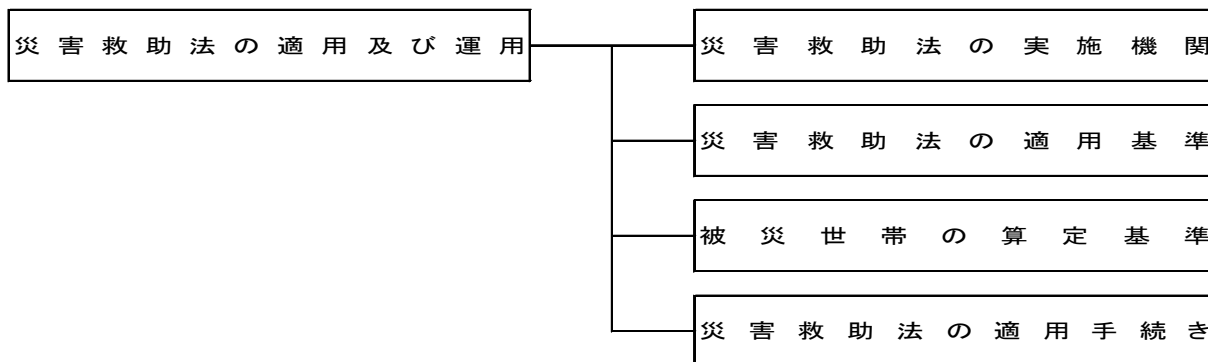 災害救助法の適用及び運用
災害救助法の実施機関
災害救助法の適用基準
被災世帯の算定基準
災害救助法の適用手続き